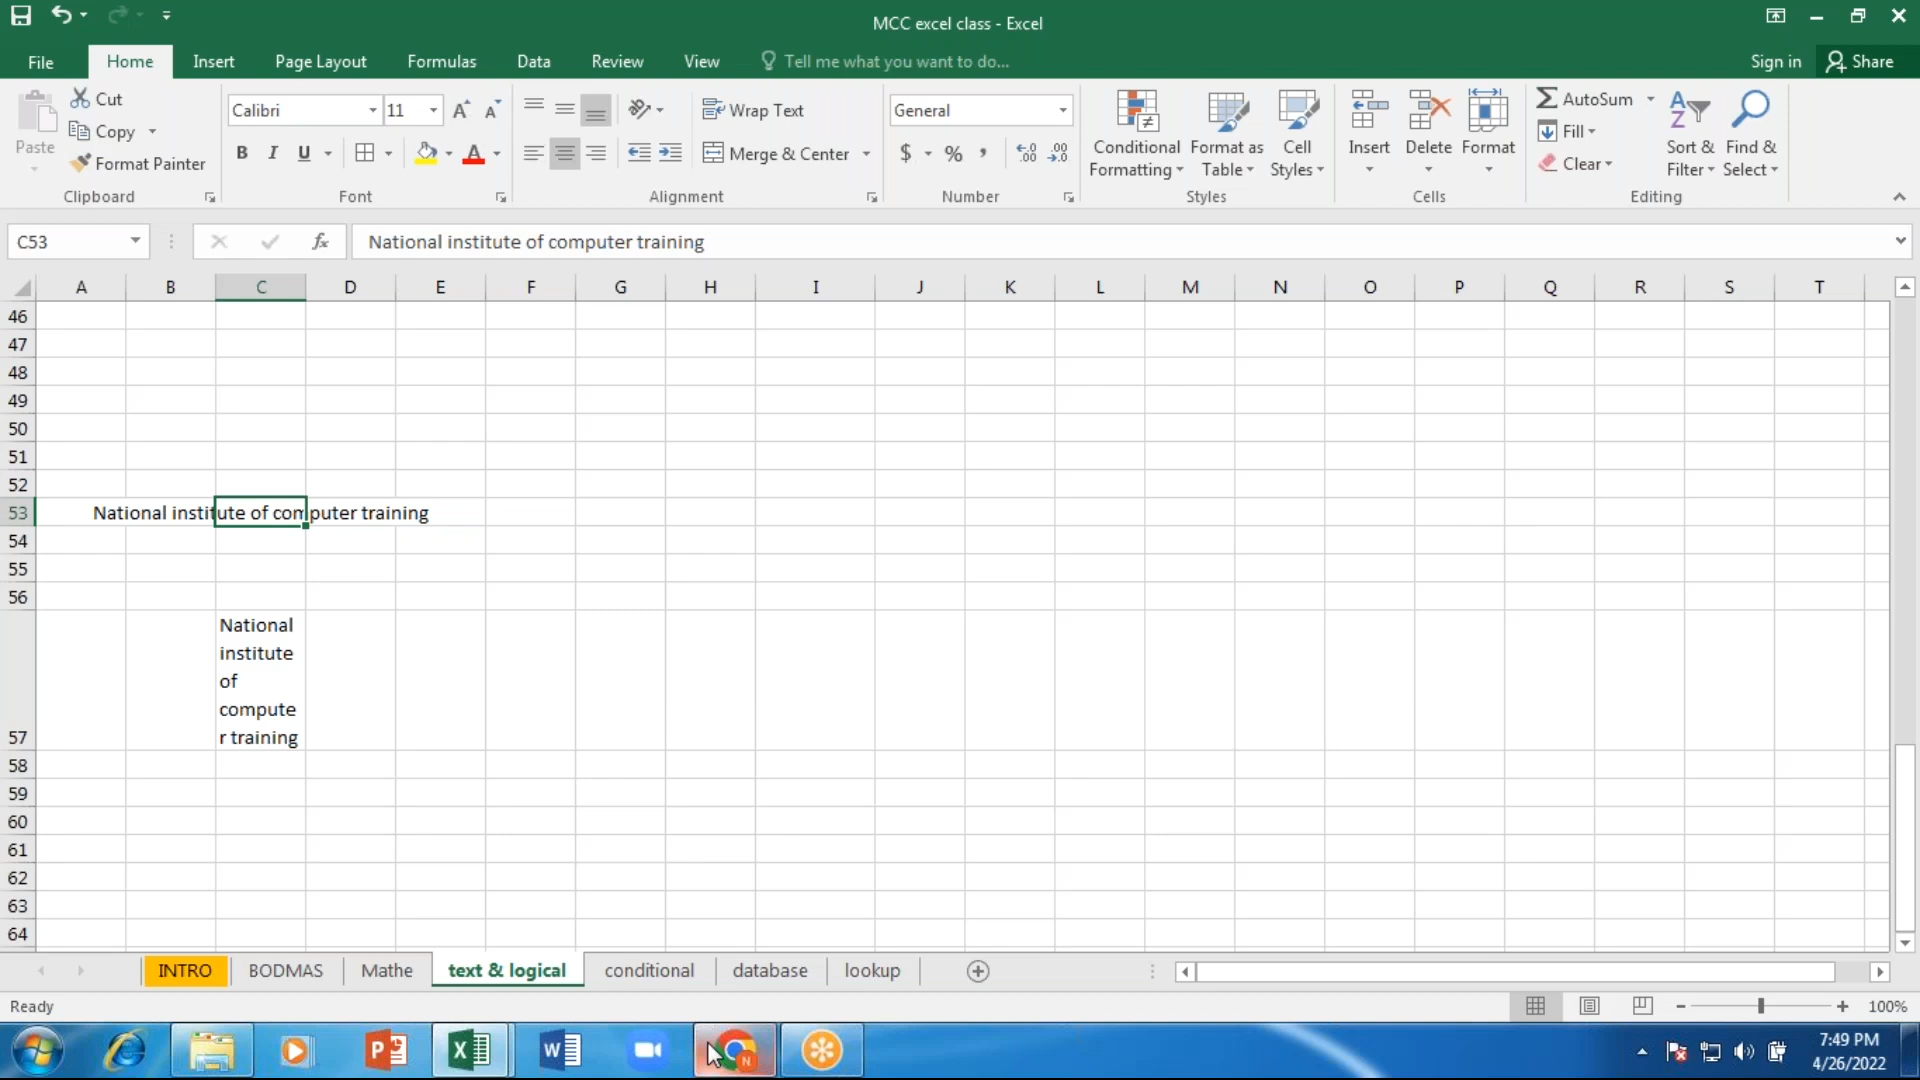 MCC excel class - Excel
File Home Insert Page Layout Formulas Data Review View Tell me what you want to do... Sign in Share
Paste
Cut
Copy
Format Painter
Clipboard
Calibri 11
B I U
Font
Wrap Text
Merge & Center
Alignment
General
$ % ,
Number
Conditional Formatting
Format as Table
Cell Styles
Styles
Insert
Delete
Format
Cells
AutoSum
Fill
Clear
Sort & Filter
Find & Select
Editing
C53 fx National institute of computer training
A B C D E F G H I J K L M N O P Q R S T
46
47
48
49
50
51
52
53 National institute of computer training
54
55
56
National
institute
of
compute
57 r training
58
59
60
61
62
63
64
INTRO BODMAS Mathe text & logical conditional database lookup
Ready 100%
7:49 PM
4/26/2022